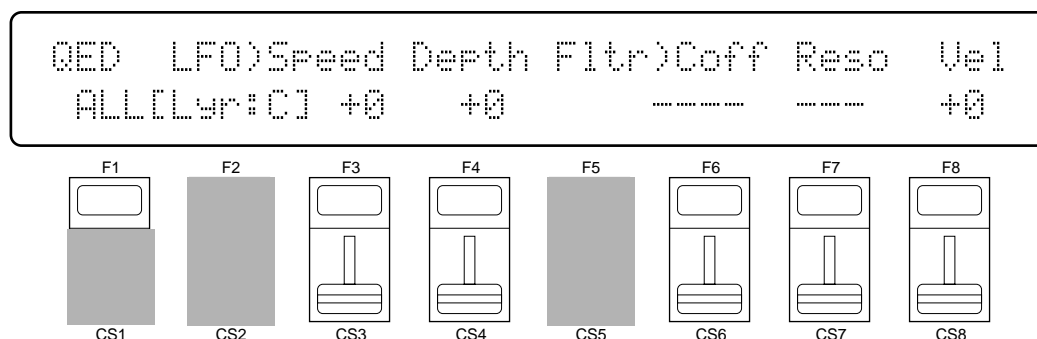 QED LFO)Speed Depth Fltr)Coff Reso Vel
ALL[Lyr:C] +0 +0 ---- --- +0
F1 F2 F3 F4 F5 F6 F7 F8
CS1 CS2 CS3 CS4 CS5 CS6 CS7 CS8